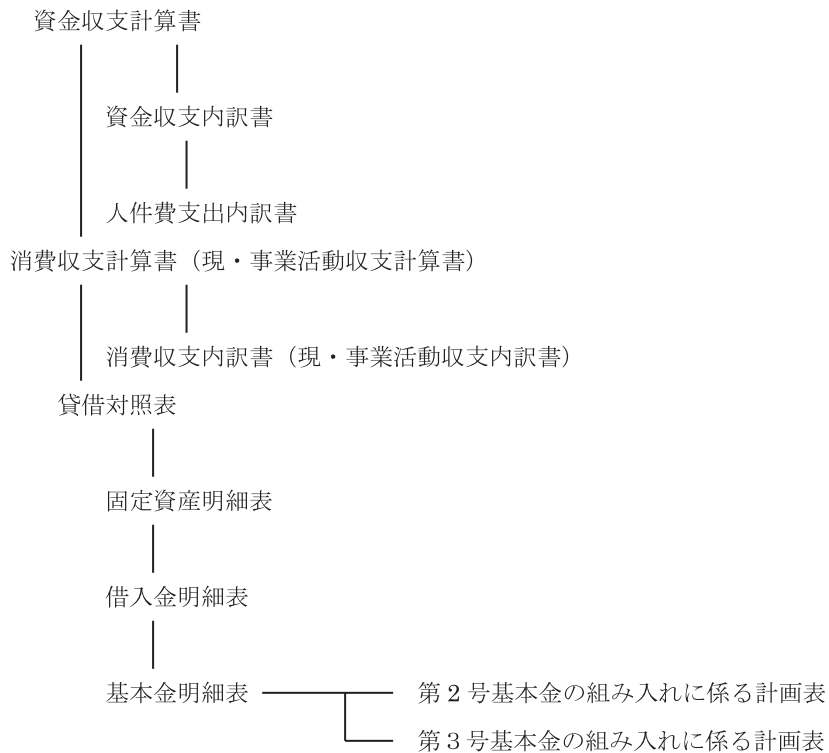 資金収支計算書
資金収支内訳書
人件費支出内訳書
消費収支計算書（現・事業活動収支計算書）
消費収支内訳書（現・事業活動収支内訳書）
貸借対照表
固定資産明細表
借入金明細表
基本金明細表 第2号基本金の組み入れに係る計画表
第3号基本金の組み入れに係る計画表